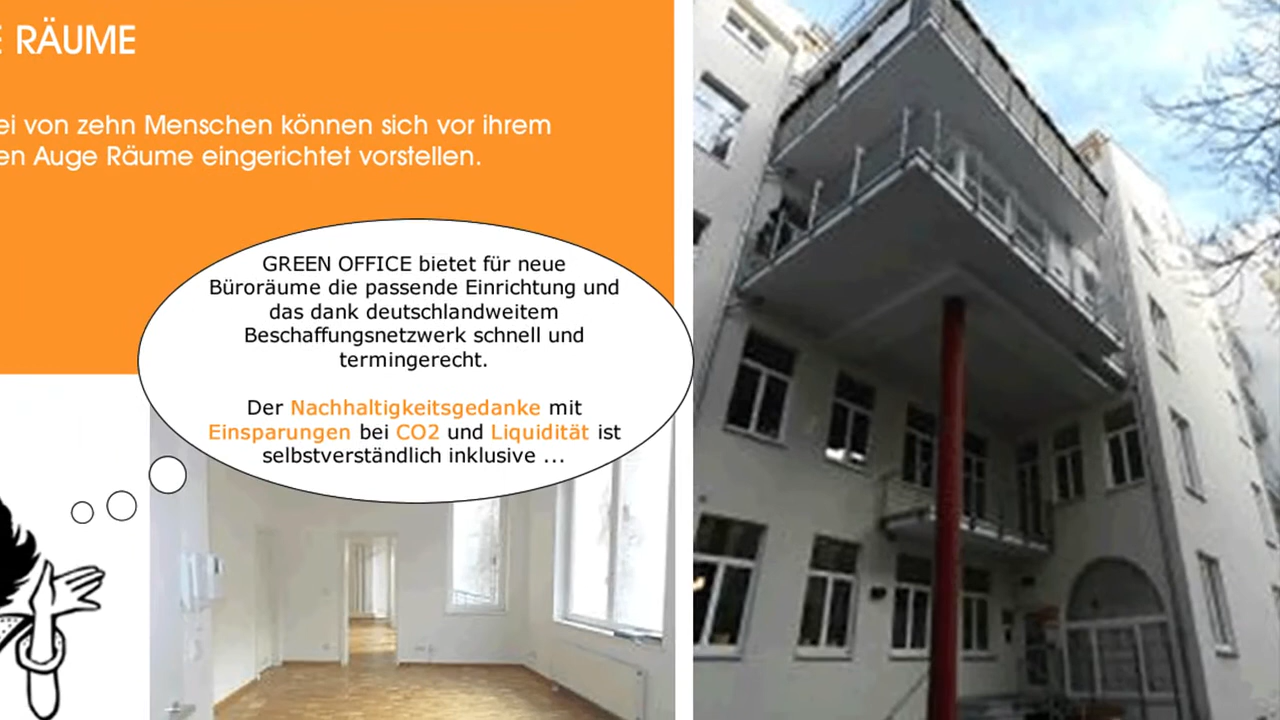 RÄUME
von zehn Menschen können sich vor ihrem
Auge Räume eingerichtet vorstellen.
GREEN OFFICE bietet für neue
Büroräume die passende Einrichtung und
das dank deutschlandweitem
Beschaffungsnetzwerk schnell und
termingerecht.
Der Nachhaltigkeitsgedanke mit
Einsparungen bei CO2 und Liquidität ist
selbstverständlich inklusive ...